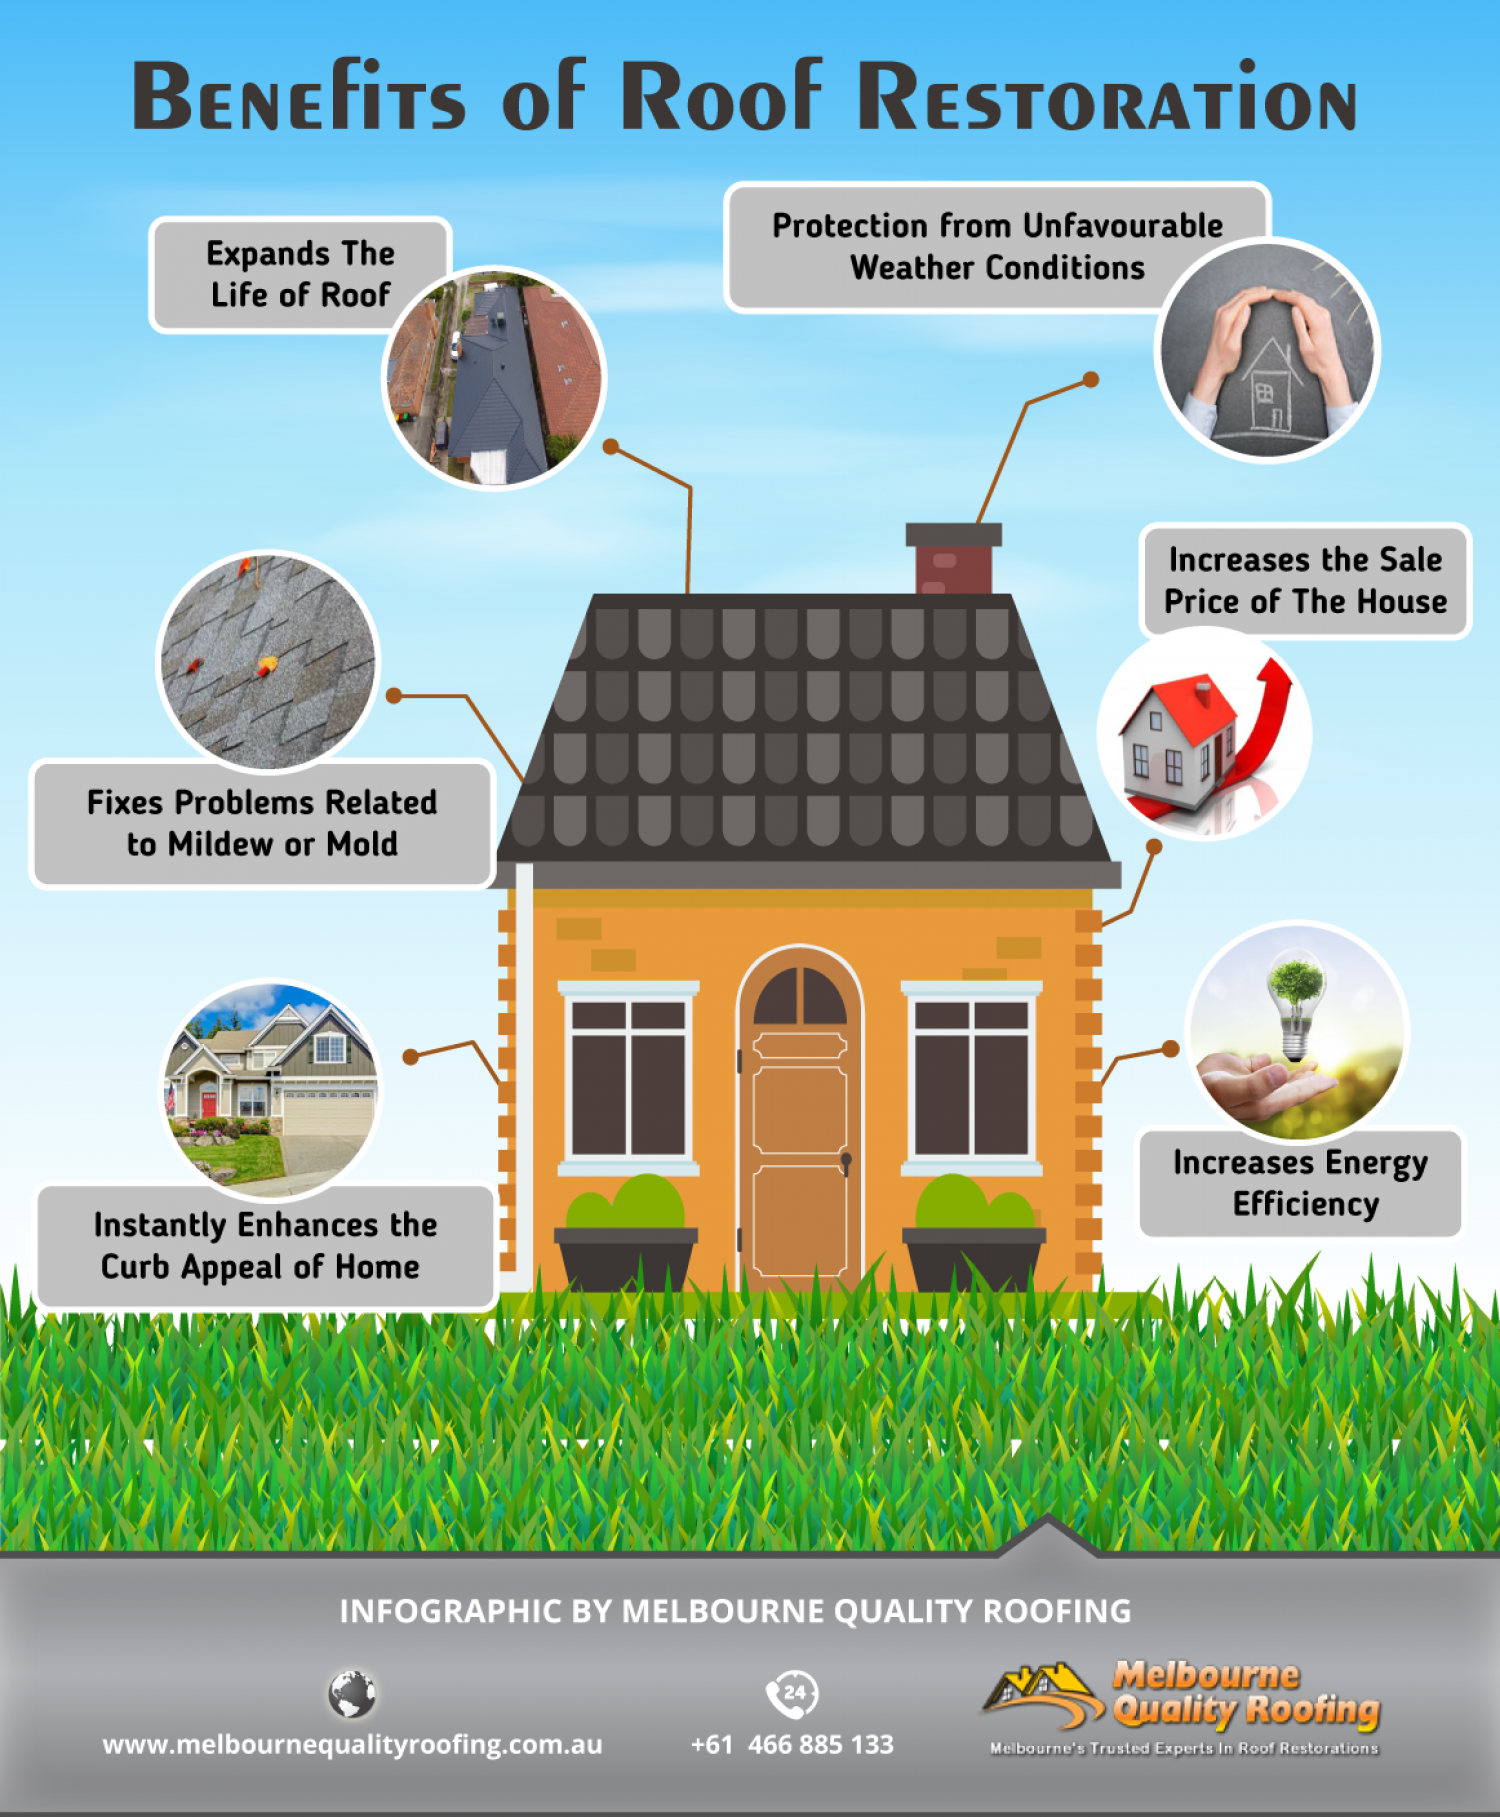 Benefits of Roof Restoration
Expands The
Life of Roof
Protection from Unfavourable
Weather Conditions
Increases the Sale
Price of The House
Fixes Problems Related
to Mildew or Mold
Increases Energy
Efficiency
Instantly Enhances the
Curb Appeal of Home
INFOGRAPHIC BY MELBOURNE QUALITY ROOFING
www.melbournequalityroofing.com.au
24
+61 466 885 133
Melbourne
Quality Roofing
Melbourne's Trusted Experts In Roof Restorations